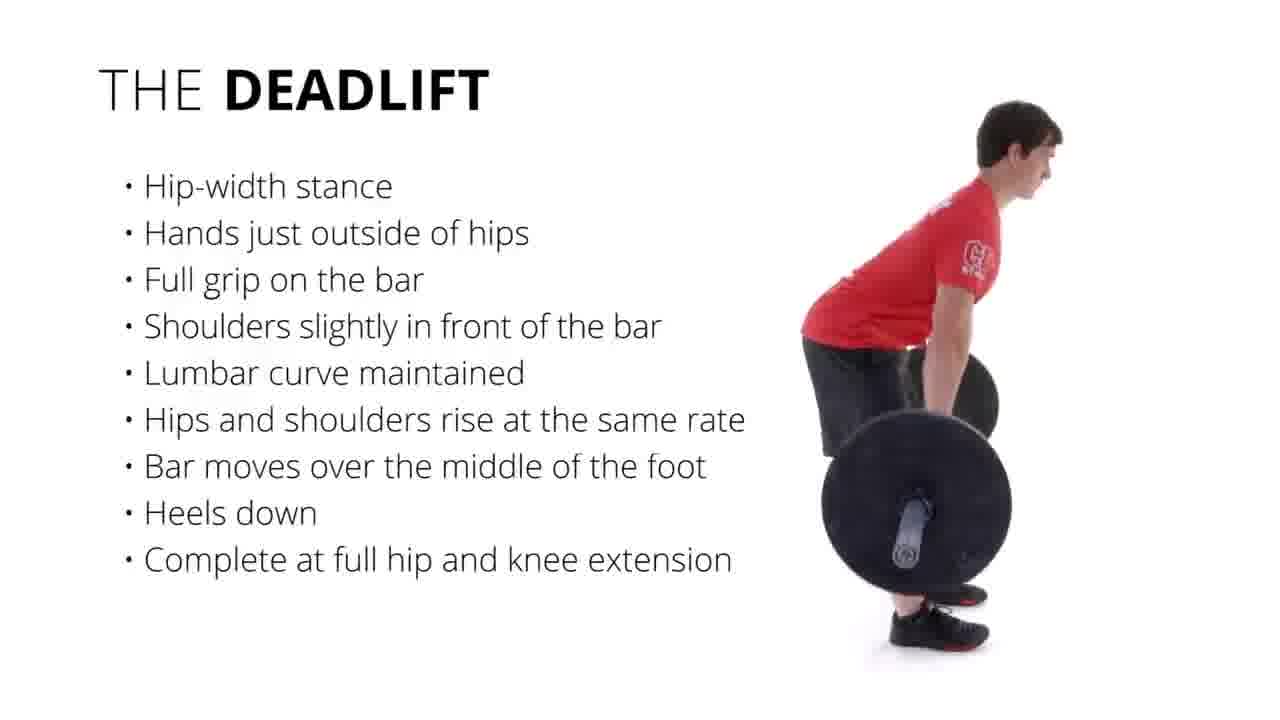 THE DEADLIFT
• Hip-width stance
• Hands just outside of hips
• Full grip on the bar
• Shoulders slightly in front of the bar
• Lumbar curve maintained
• Hips and shoulders rise at the same rate
• Bar moves over the middle of the foot
• Heels down
• Complete at full hip and knee extension